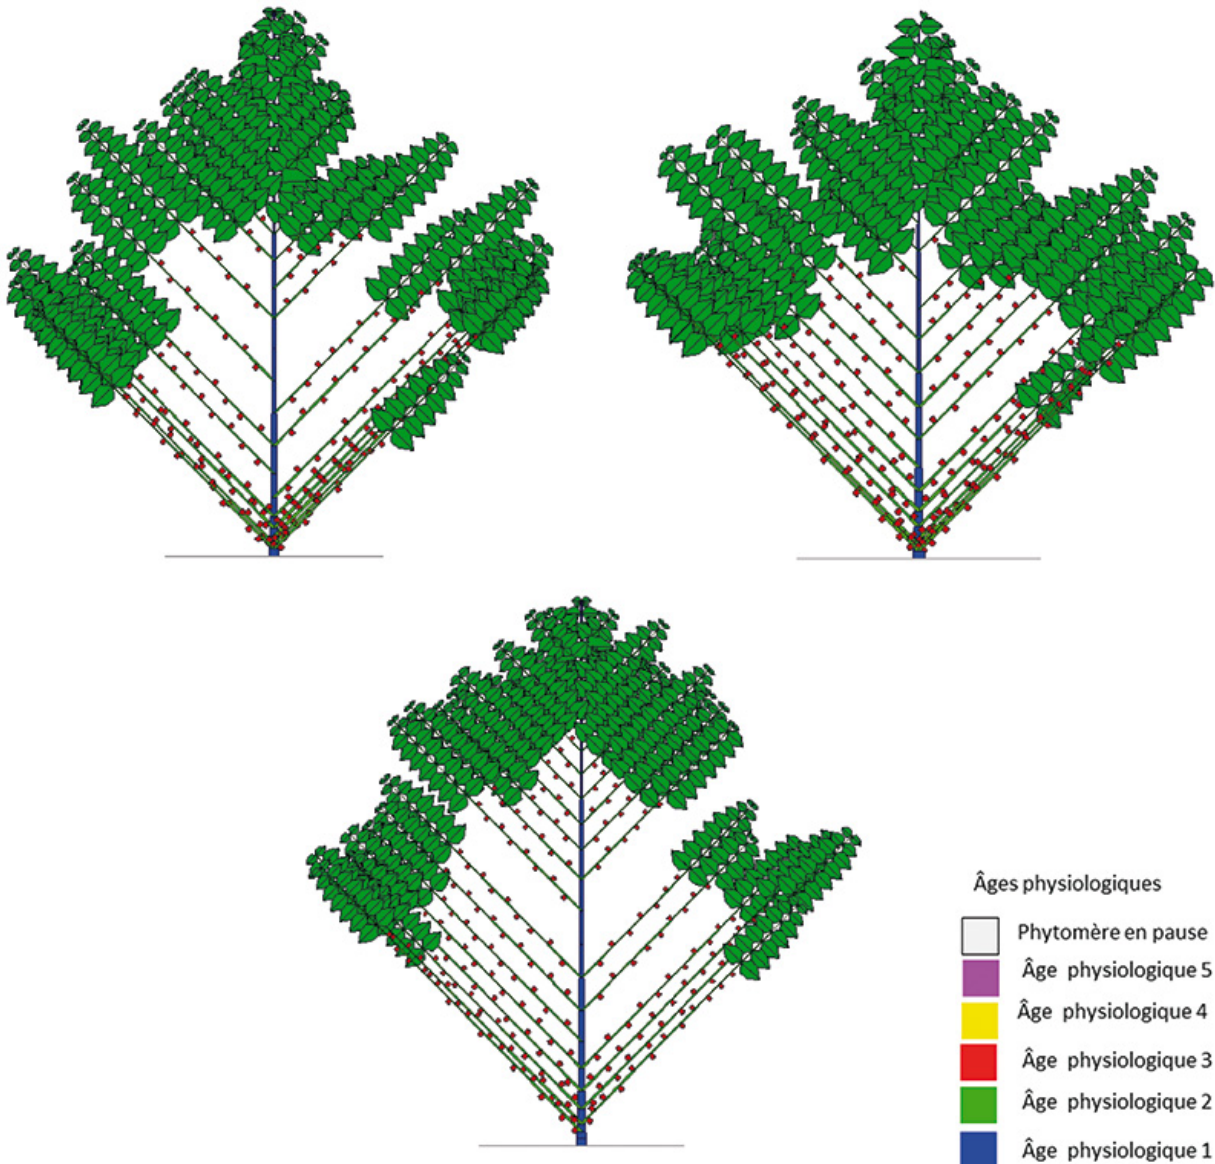 Âges physiologiques
Phytomère en pause
Âge physiologique 5
Âge physiologique 4
Âge physiologique 3
Âge physiologique 2
Âge physiologique 1